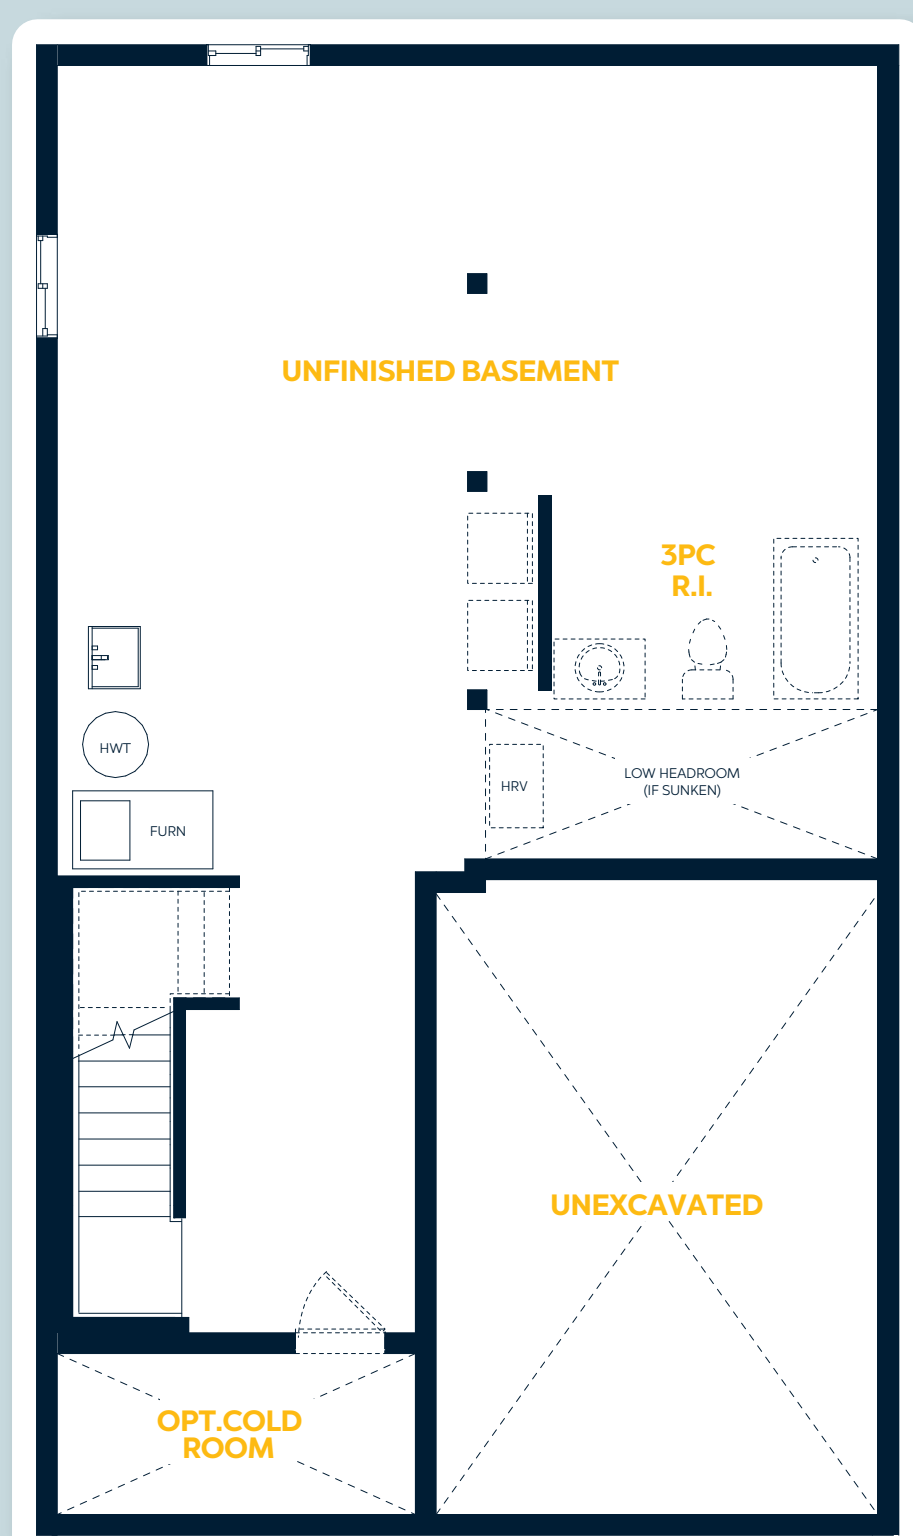 UNFINISHED BASEMENT
3PC
R.I.
HWT
LOW HEADROOM
(IF SUNKEN)
HRV
FURN
UNEXCAVATED
OPT.COLD
ROOM